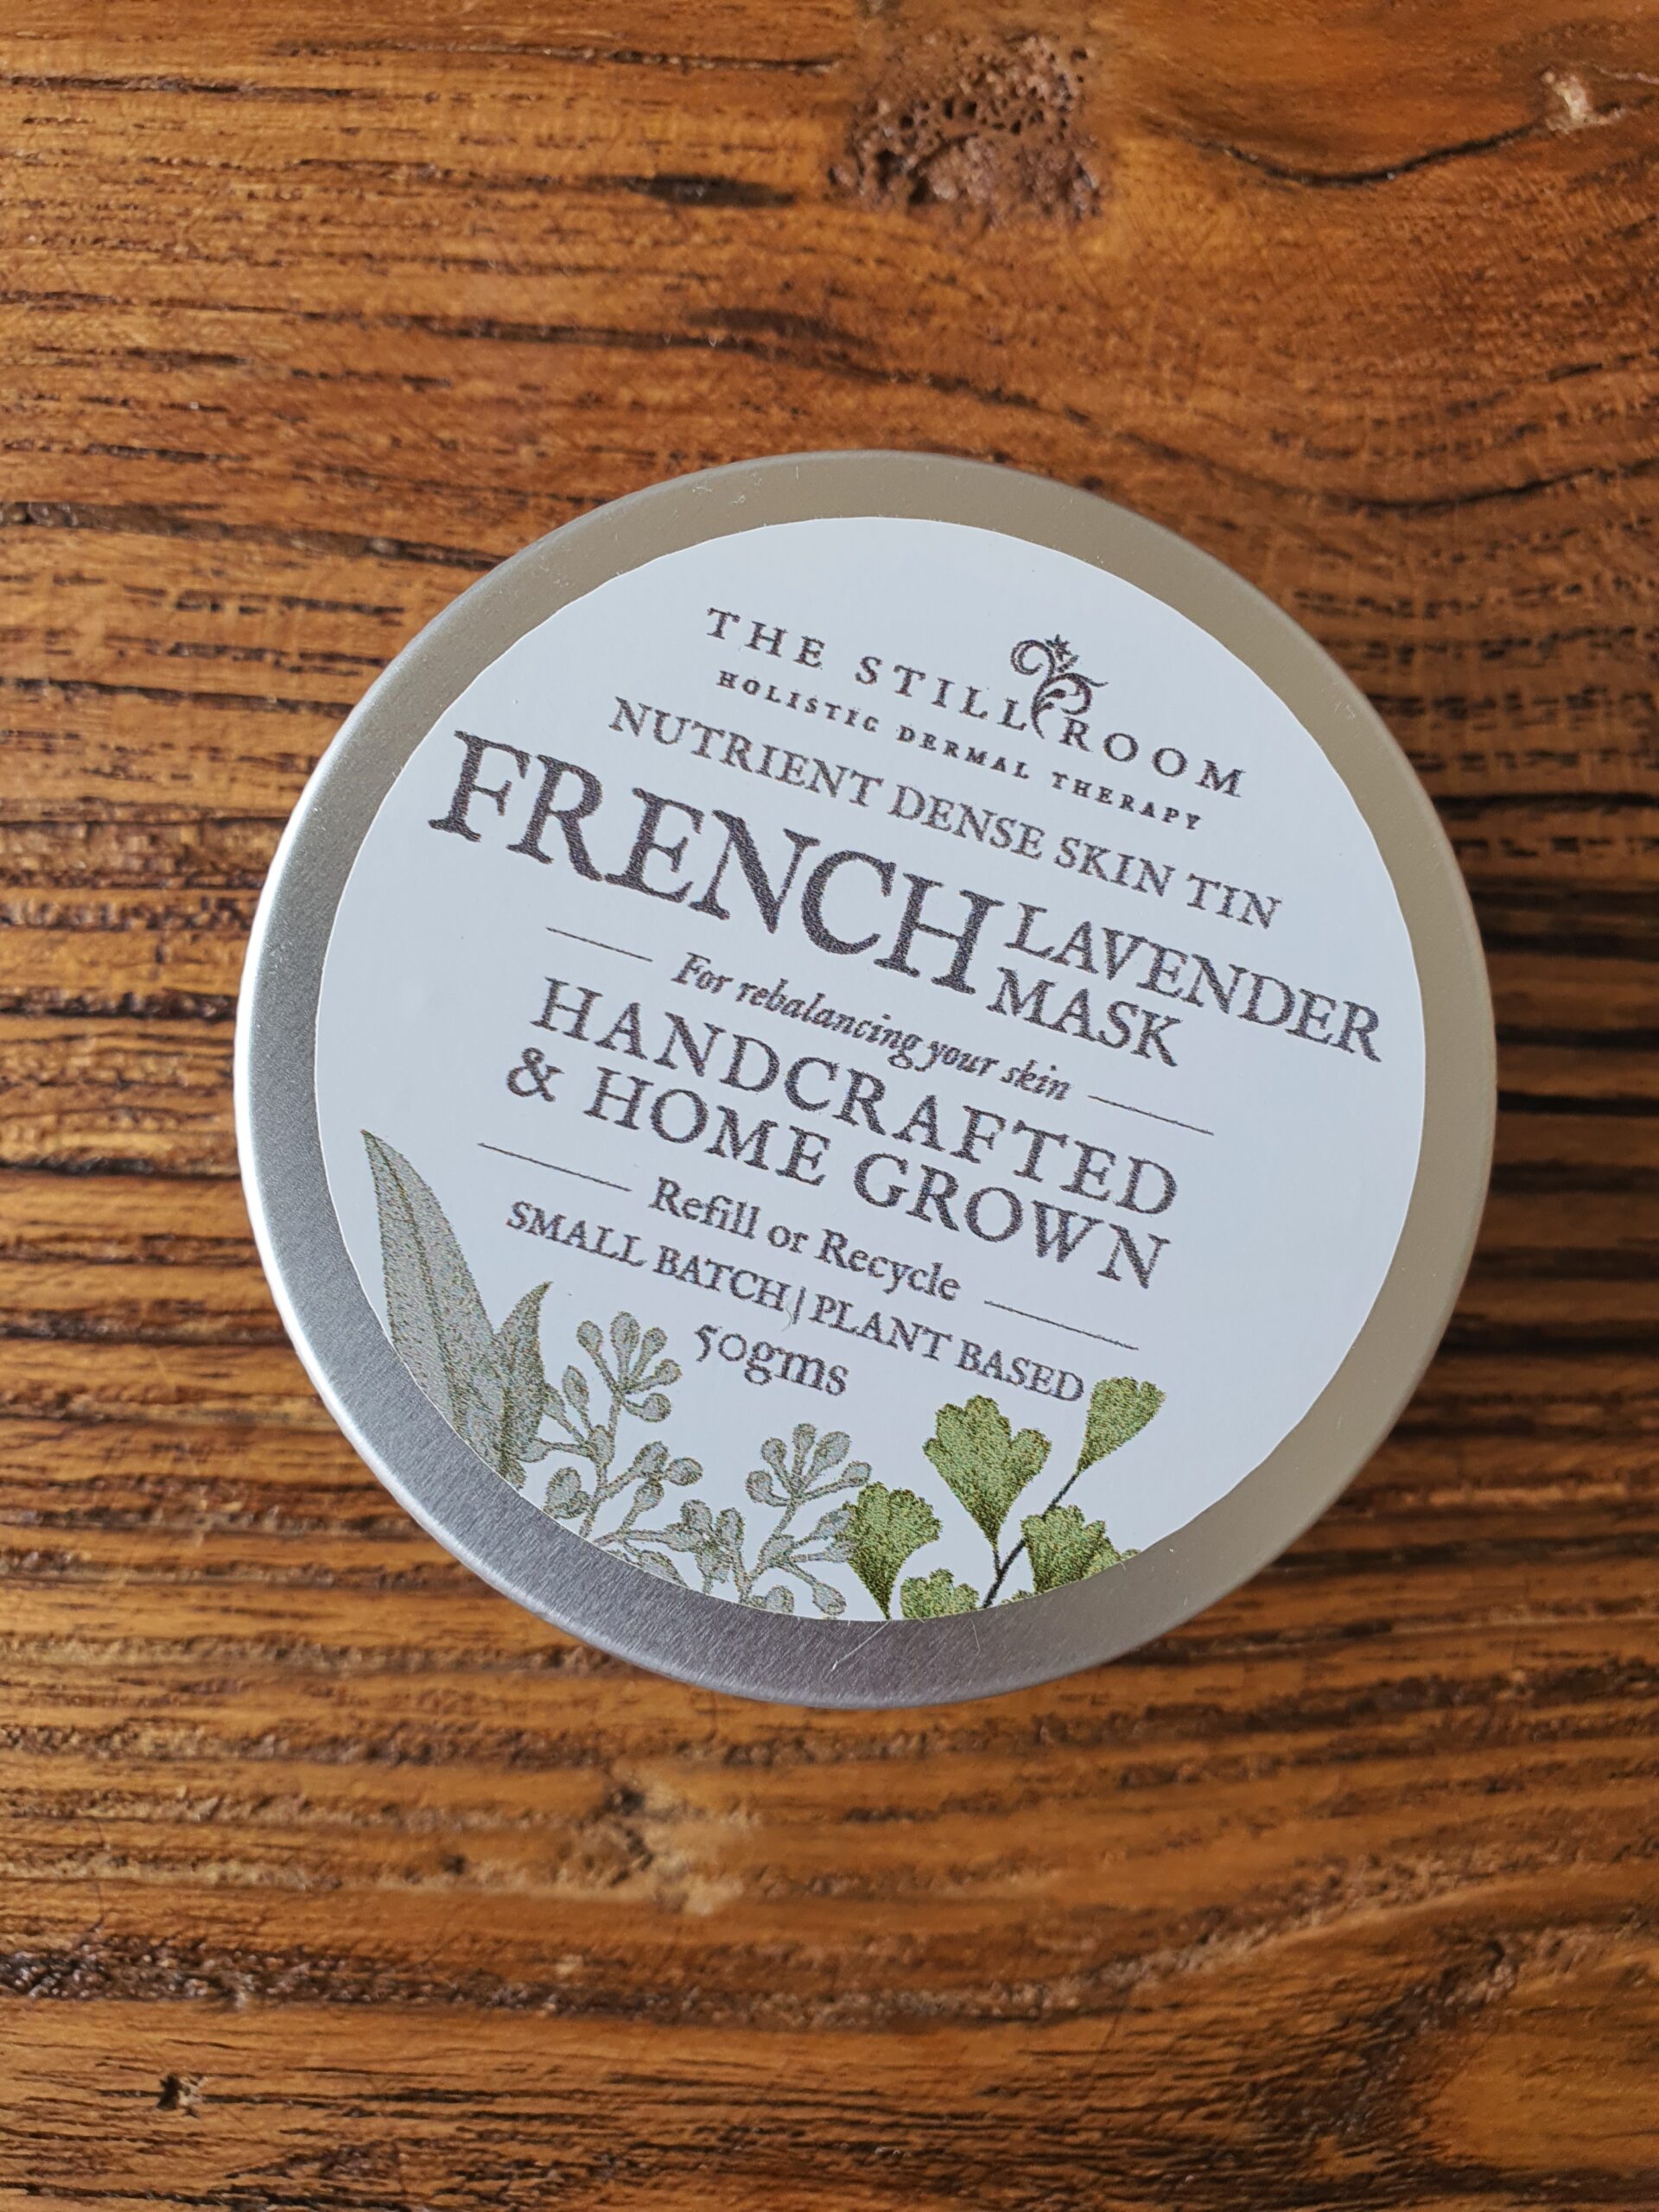 THE STILL ROOM
HOLISTIC DERMAL THERAPY
NUTRIENT DENSE SKIN TIN
FRENCH LAVENDER
MASK
For rebalancing your skin
HANDCRAFTED
& HOME GROWN
Refill or Recycle
SMALL BATCH | PLANT BASED
50gms